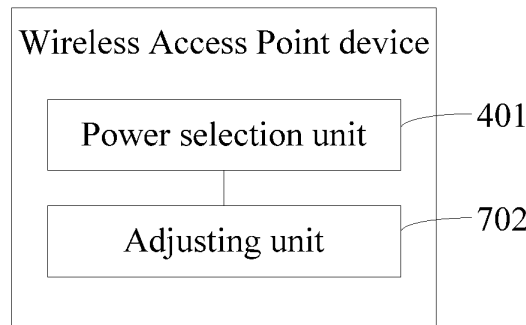 Wireless Access Point device
Power selection unit
401
Adjusting unit
702